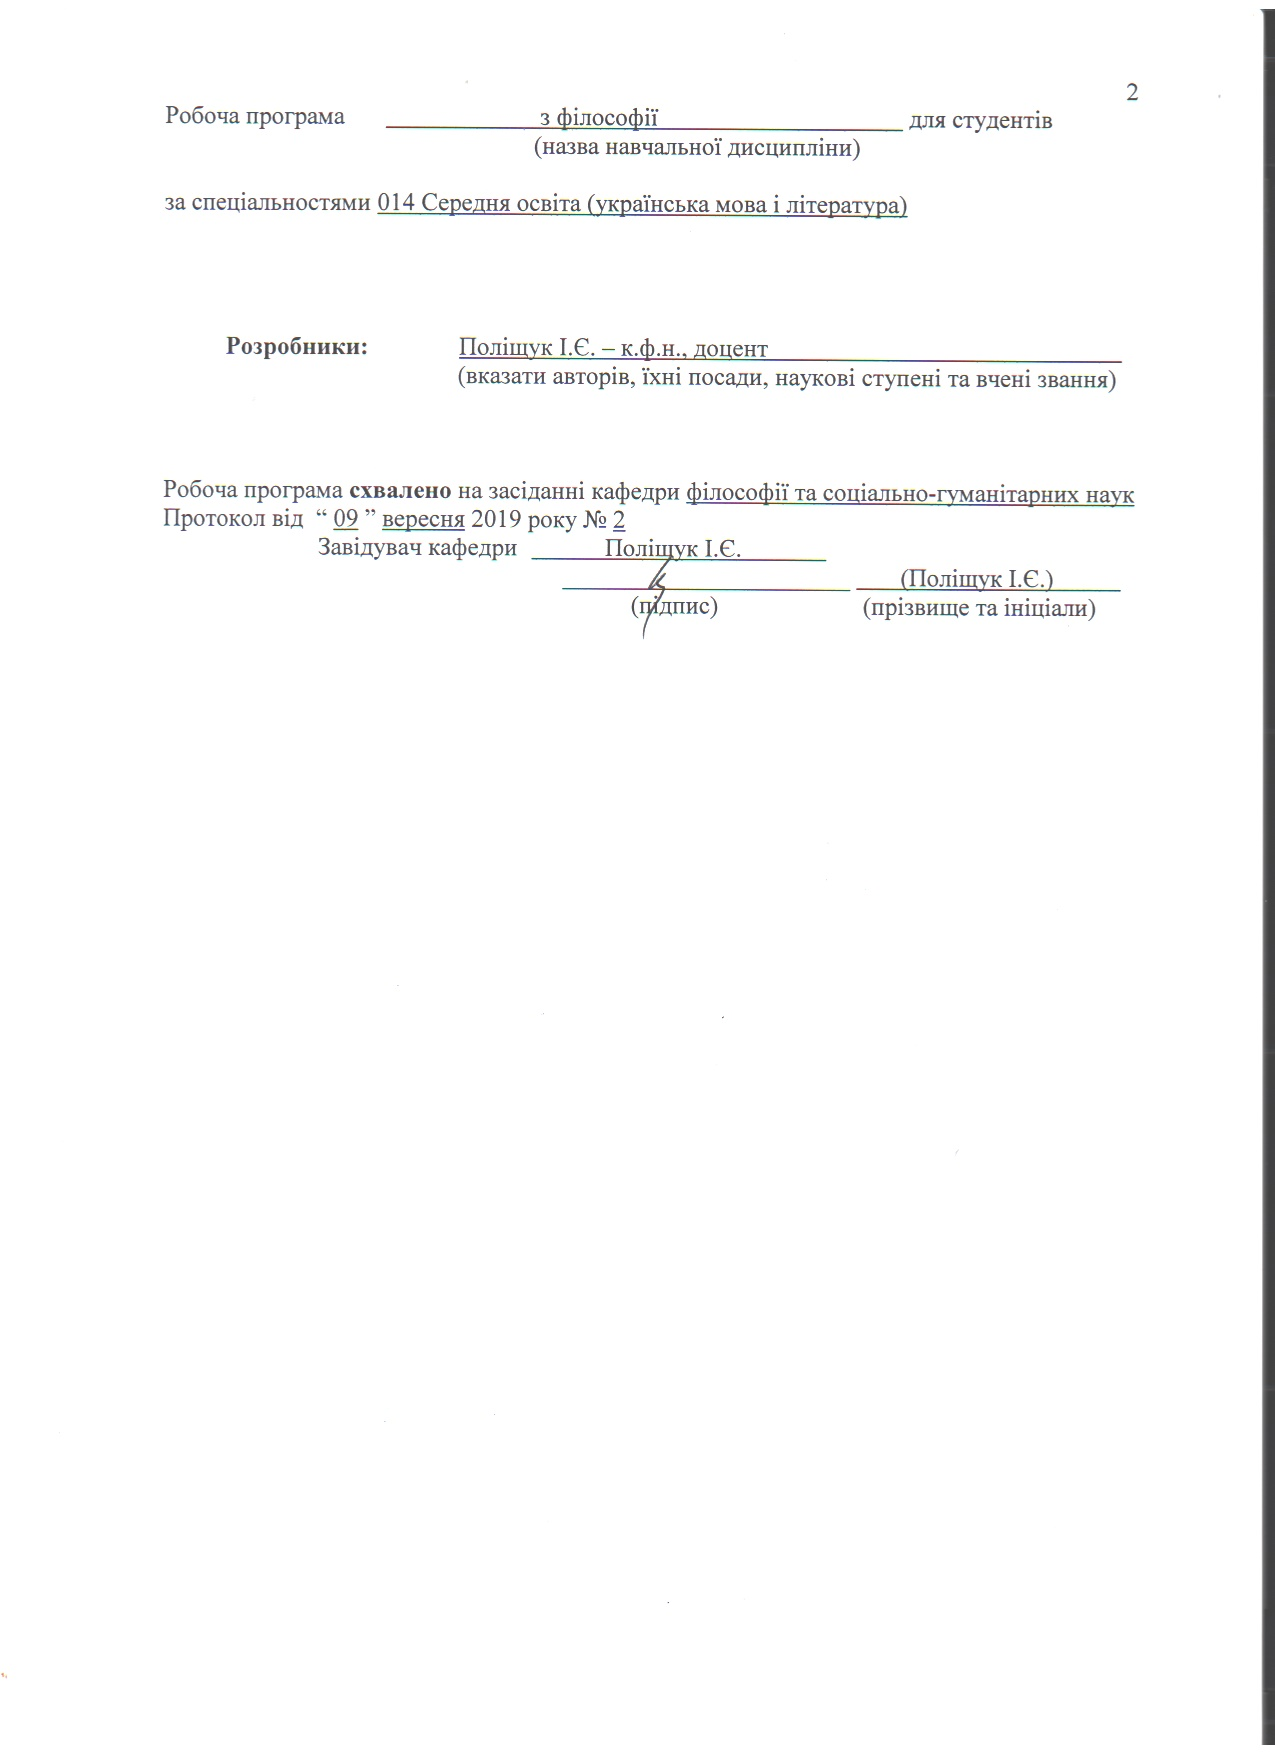 2
Робоча програма з філософії для студентів
(назва навчальної дисципліни)
за спеціальностями 014 Середня освіта (українська мова і література)
Розробники: Поліщук І.Є. – к.ф.н., доцент
(вказати авторів, їхні посади, наукові ступені та вчені звання)
Робоча програма схвалено на засіданні кафедри філософії та соціально-гуманітарних наук
Протокол від “ 09 ” вересня 2019 року № 2
Завідувач кафедри Поліщук І.Є.
(Поліщук І.Є.)
(підпис) (прізвище та ініціали)